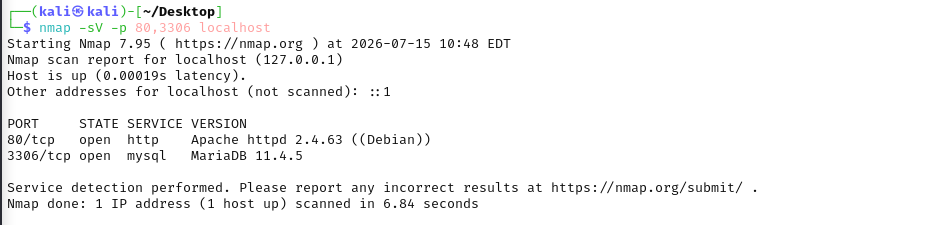 ┌──(kali㉿kali)-[~/Desktop]
└─$ nmap -sV -p 80,3306 localhost
Starting Nmap 7.95 ( https://nmap.org ) at 2026-07-15 10:48 EDT
Nmap scan report for localhost (127.0.0.1)
Host is up (0.00019s latency).
Other addresses for localhost (not scanned): ::1

PORT     STATE SERVICE VERSION
80/tcp   open  http    Apache httpd 2.4.63 ((Debian))
3306/tcp open  mysql   MariaDB 11.4.5

Service detection performed. Please report any incorrect results at https://nmap.org/submit/ .
Nmap done: 1 IP address (1 host up) scanned in 6.84 seconds